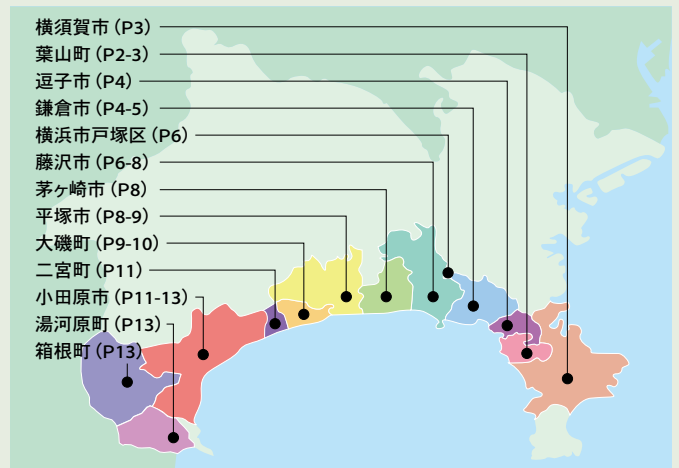 横須賀市（P3）
葉山町（P2-3）
逗子市（P4）
鎌倉市（P4-5）
横浜市戸塚区（P6）
藤沢市（P6-8）
茅ヶ崎市（P8）
平塚市（P8-9）
大磯町（P9-10）
二宮町（P11）
小田原市（P11-13）
湯河原町（P13）
箱根町（P13）